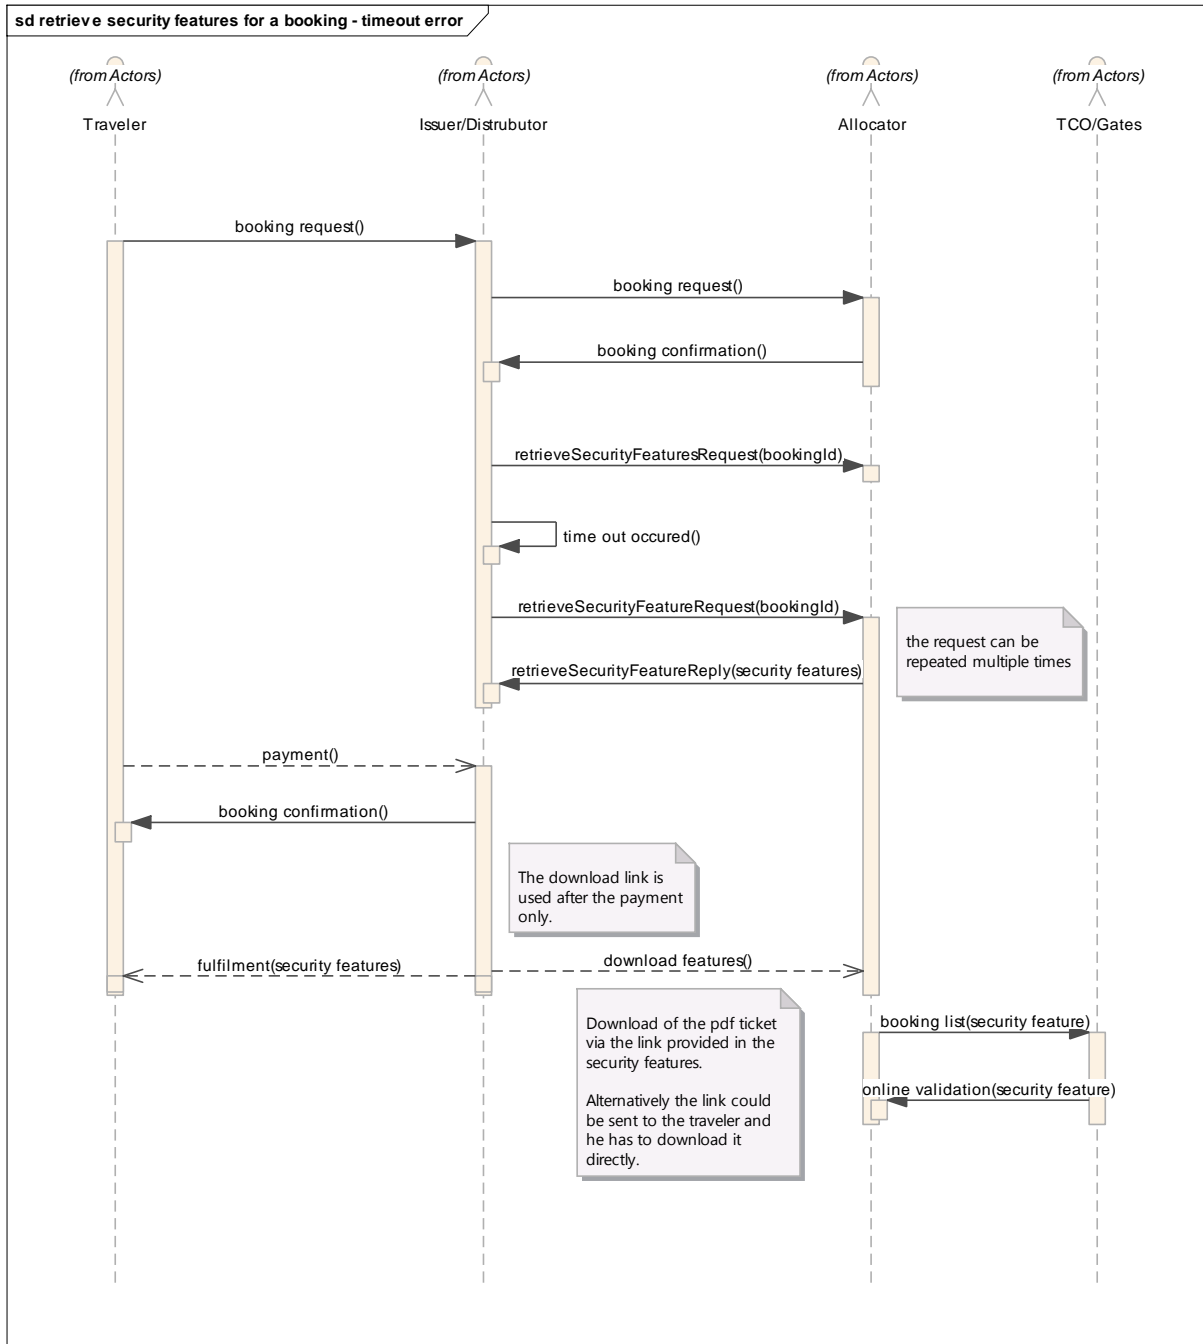 sd retrieve security features for a booking - timeout error
(from Actors)
(from Actors)
(from Actors)
(from Actors)
Traveler
Issuer/Distrubutor
Allocator
TCO/Gates
booking request()
booking request()
booking confirmation()
retrieveSecurityFeaturesRequest(bookingId)
time out occured()
retrieveSecurityFeatureRequest(bookingId)
the request can be
repeated multiple times
retrieveSecurityFeatureReply(security features)
payment()
booking confirmation()
The download link is
used after the payment
only.
fulfilment(security features)
download features()
Download of the pdf ticket
via the link provided in the
security features.
Alternatively the link could
be sent to the traveler and
he has to download it
directly.
booking list(security feature)
online validation(security feature)